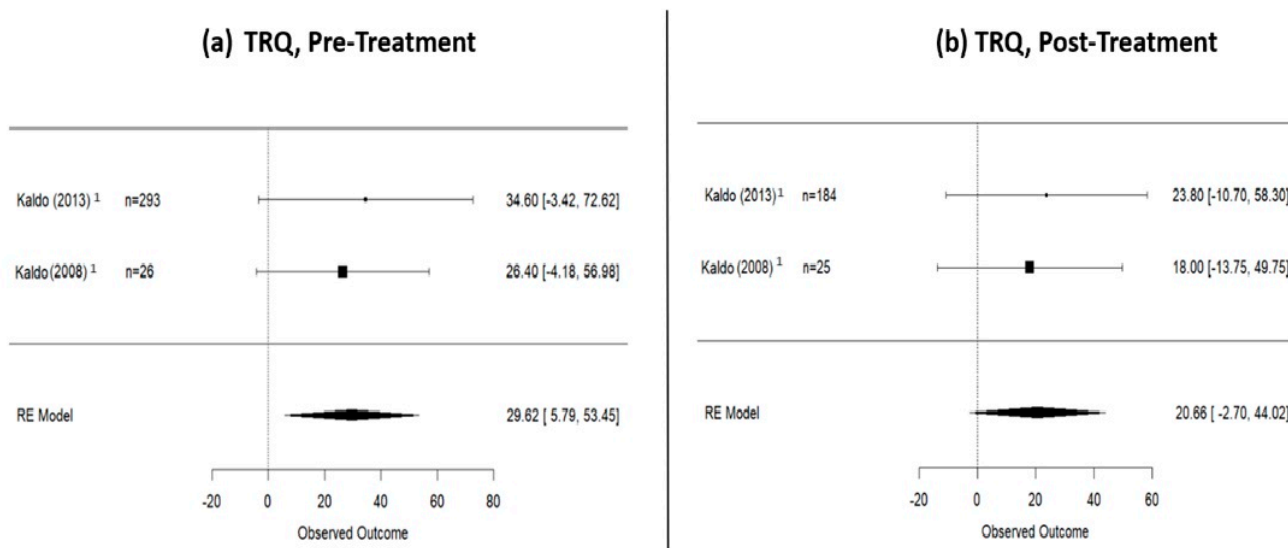 (a) TRQ, Pre-Treatment
Kaldo (2013) 1 n=293 34.60 [-3.42, 72.62]
Kaldo (2008) 1 n=26 26.40 [-4.18, 56.98]
RE Model 29.62 [ 5.79, 53.45]
-20 0 20 40 60 80
Observed Outcome
(b) TRQ, Post-Treatment
Kaldo (2013) 1 n=184 23.80 [-10.70, 58.30]
Kaldo (2008) 1 n=25 18.00 [-13.75, 49.75]
RE Model 20.66 [ -2.70, 44.02]
-20 0 20 40 60
Observed Outcome